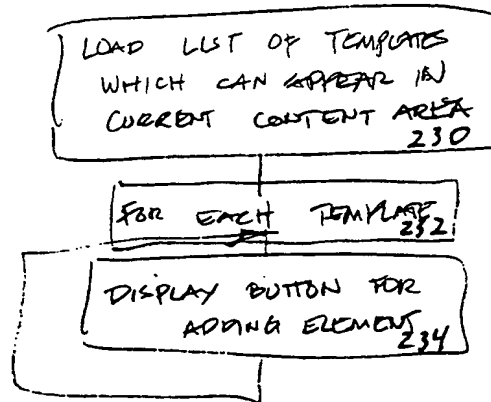 LOAD LIST OF TEMPLATES
WHICH CAN APPEAR IN
CURRENT CONTENT AREA
230
FOR EACH TEMPLATE
232
DISPLAY BUTTON FOR
ADDING ELEMENT
234